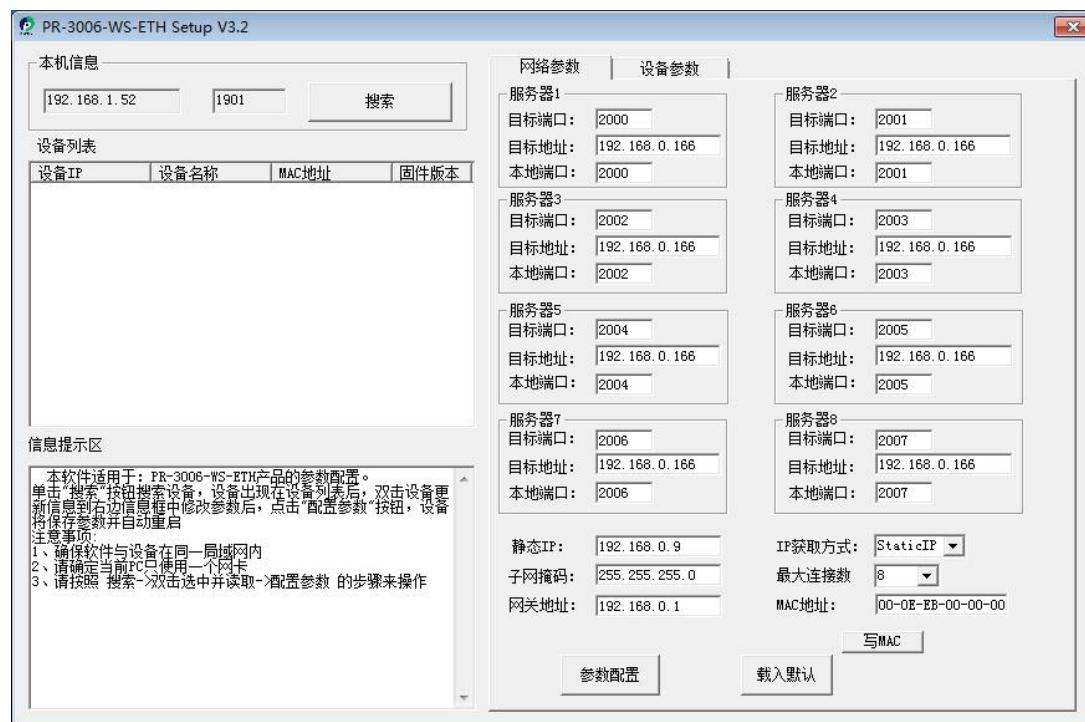 PR-3006-WS-ETH Setup V3.2
本机信息
192.168.1.52
1901
搜索
设备列表
设备IP 设备名称 MAC地址 固件版本
信息提示区
本软件适用于: PR-3006-WS-ETH产品的参数配置。
单击"搜索"按钮搜索设备，设备出现在设备列表后，双击设备更
新信息到右边信息框中修改参数后，点击"配置参数"按钮，设备
将保存参数并自动重启
注意事项:
1、确保软件与设备在同一局域网内
2、请确定当前PC只使用一个网卡
3、请按照 搜索->双击选中并读取->配置参数 的步骤来操作
网络参数
设备参数
服务器1
目标端口: 2000
目标地址: 192.168.0.166
本地端口: 2000
服务器2
目标端口: 2001
目标地址: 192.168.0.166
本地端口: 2001
服务器3
目标端口: 2002
目标地址: 192.168.0.166
本地端口: 2002
服务器4
目标端口: 2003
目标地址: 192.168.0.166
本地端口: 2003
服务器5
目标端口: 2004
目标地址: 192.168.0.166
本地端口: 2004
服务器6
目标端口: 2005
目标地址: 192.168.0.166
本地端口: 2005
服务器7
目标端口: 2006
目标地址: 192.168.0.166
本地端口: 2006
服务器8
目标端口: 2007
目标地址: 192.168.0.166
本地端口: 2007
静态IP: 192.168.0.9
子网掩码: 255.255.255.0
网关地址: 192.168.0.1
IP获取方式: StaticIP
最大连接数 8
MAC地址: 00-0E-EB-00-00-00
写MAC
参数配置
载入默认